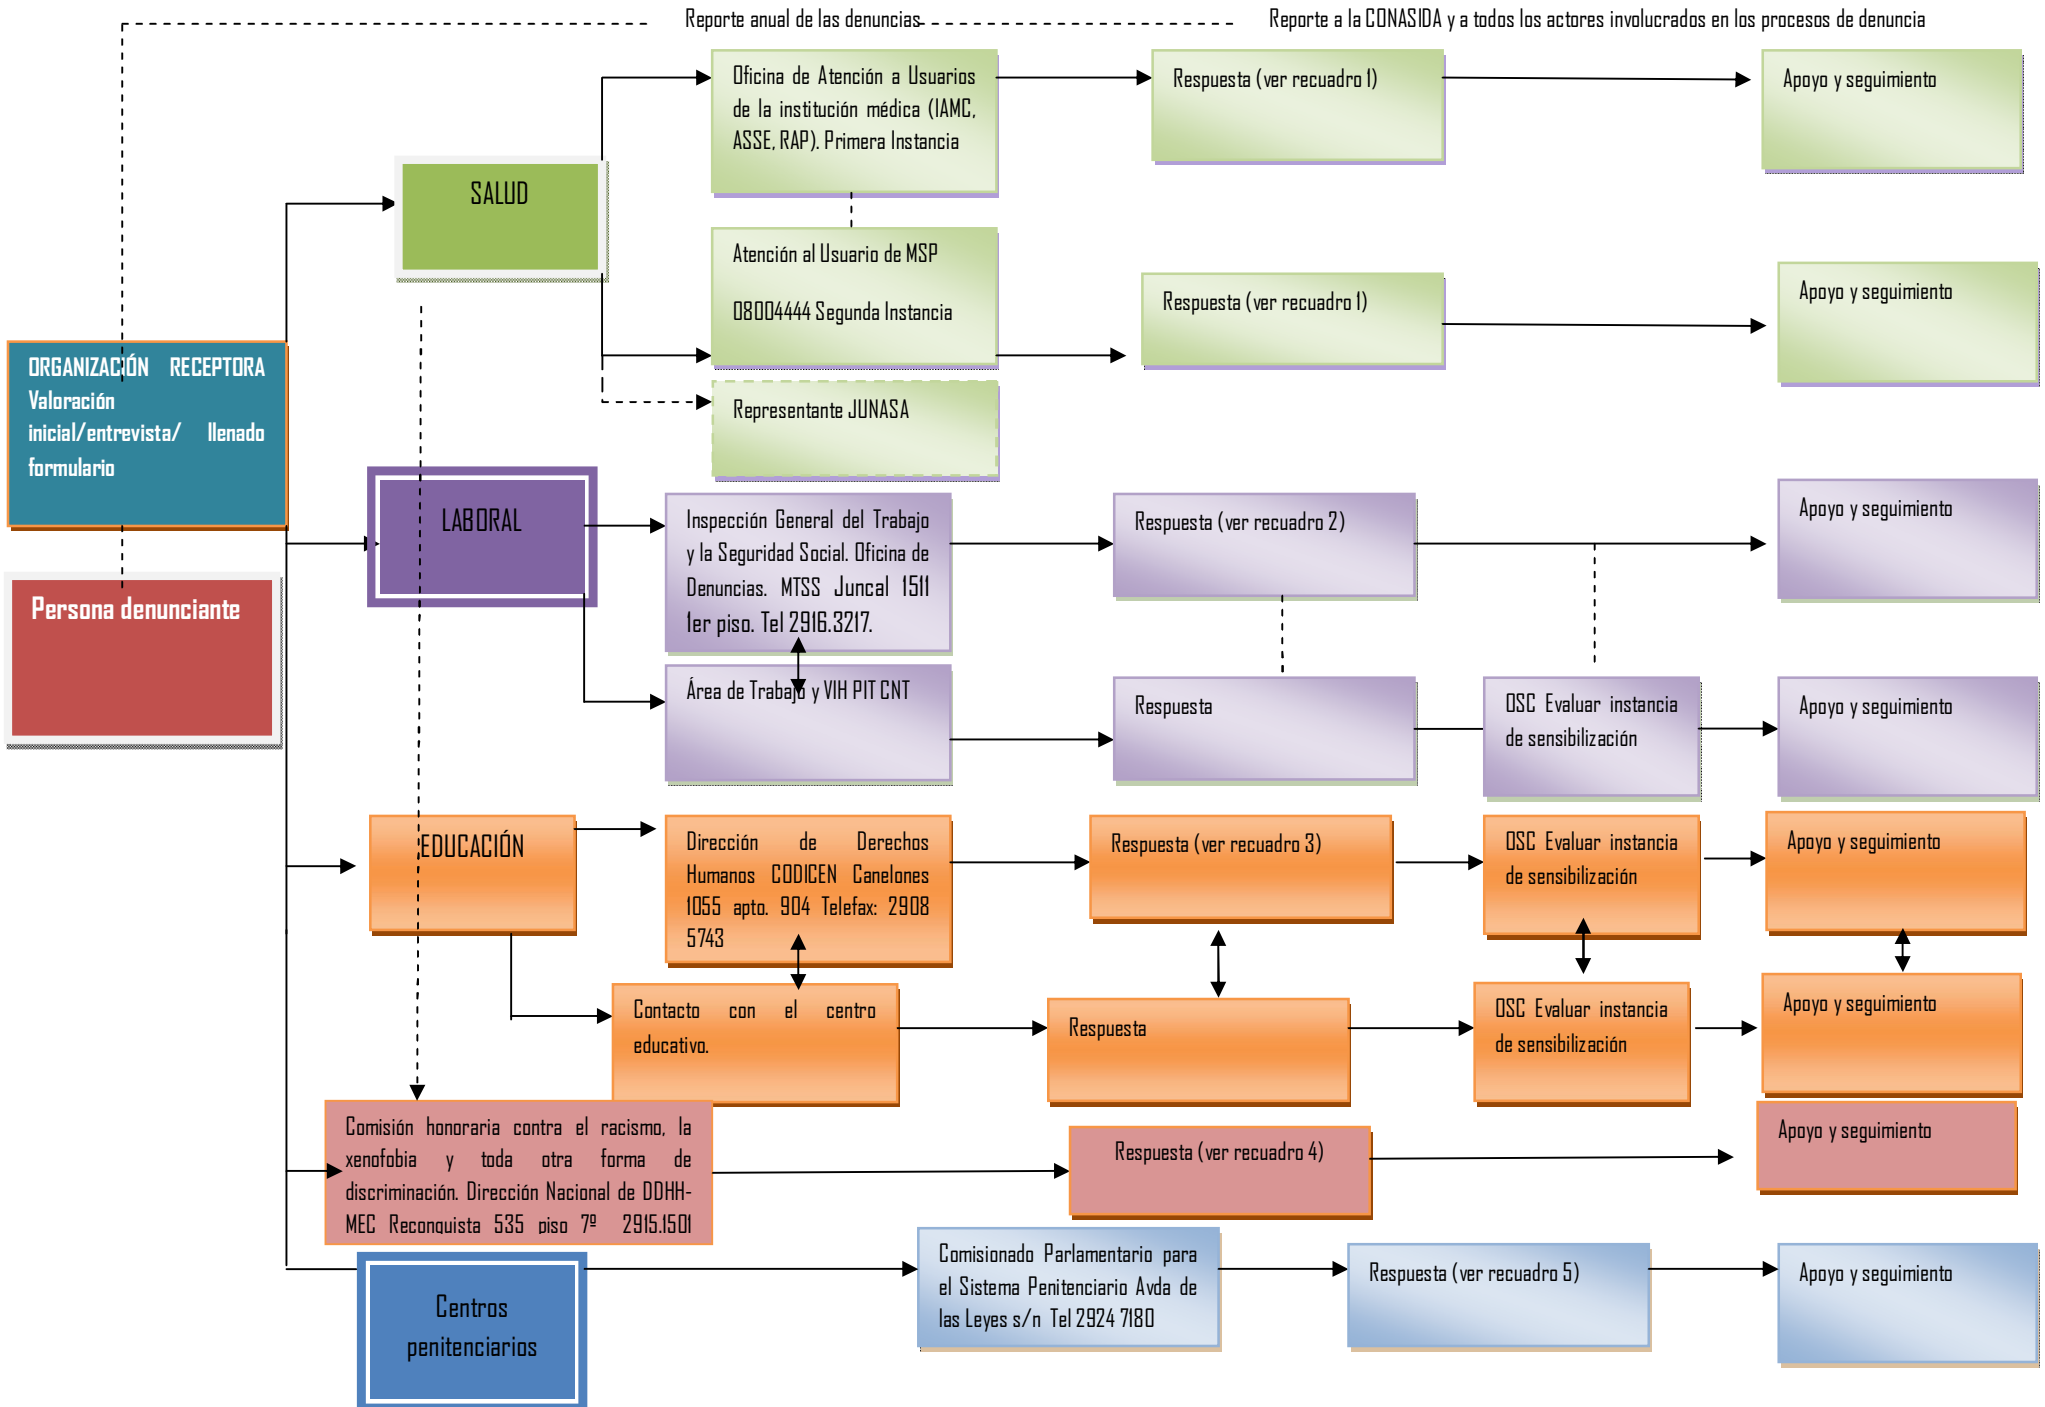 Reporte anual de las denuncias
Reporte a la CONASIDA y a todos los actores involucrados en los procesos de denuncia
Oficina de Atención a Usuarios
de la institución médica (IAMC,
ASSE, RAP). Primera Instancia
Respuesta (ver recuadro 1)
Apoyo y seguimiento
SALUD
Atención al Usuario de MSP
08004444 Segunda Instancia
Respuesta (ver recuadro 1)
Apoyo y seguimiento
Representante JUNASA
ORGANIZACIÓN RECEPTORA
Valoración
inicial/entrevista/ llenado
formulario
Persona denunciante
LABORAL
Inspección General del Trabajo
y la Seguridad Social. Oficina de
Denuncias. MTSS Juncal 1511
1er piso. Tel 2916.3217.
Respuesta (ver recuadro 2)
Apoyo y seguimiento
Área de Trabajo y VIH PIT CNT
Respuesta
OSC Evaluar instancia
de sensibilización
Apoyo y seguimiento
EDUCACIÓN
Dirección de Derechos
Humanos CODICEN Canelones
1055 apto. 904 Telefax: 2908
5743
Respuesta (ver recuadro 3)
OSC Evaluar instancia
de sensibilización
Apoyo y seguimiento
Contacto con el centro
educativo.
Respuesta
OSC Evaluar instancia
de sensibilización
Apoyo y seguimiento
Comisión honoraria contra el racismo, la
xenofobia y toda otra forma de
discriminación. Dirección Nacional de DDHH-
MEC Reconquista 535 piso 7º 2915.1501
Respuesta (ver recuadro 4)
Apoyo y seguimiento
Centros
penitenciarios
Comisionado Parlamentario para
el Sistema Penitenciario Avda de
las Leyes s/n Tel 2924 7180
Respuesta (ver recuadro 5)
Apoyo y seguimiento